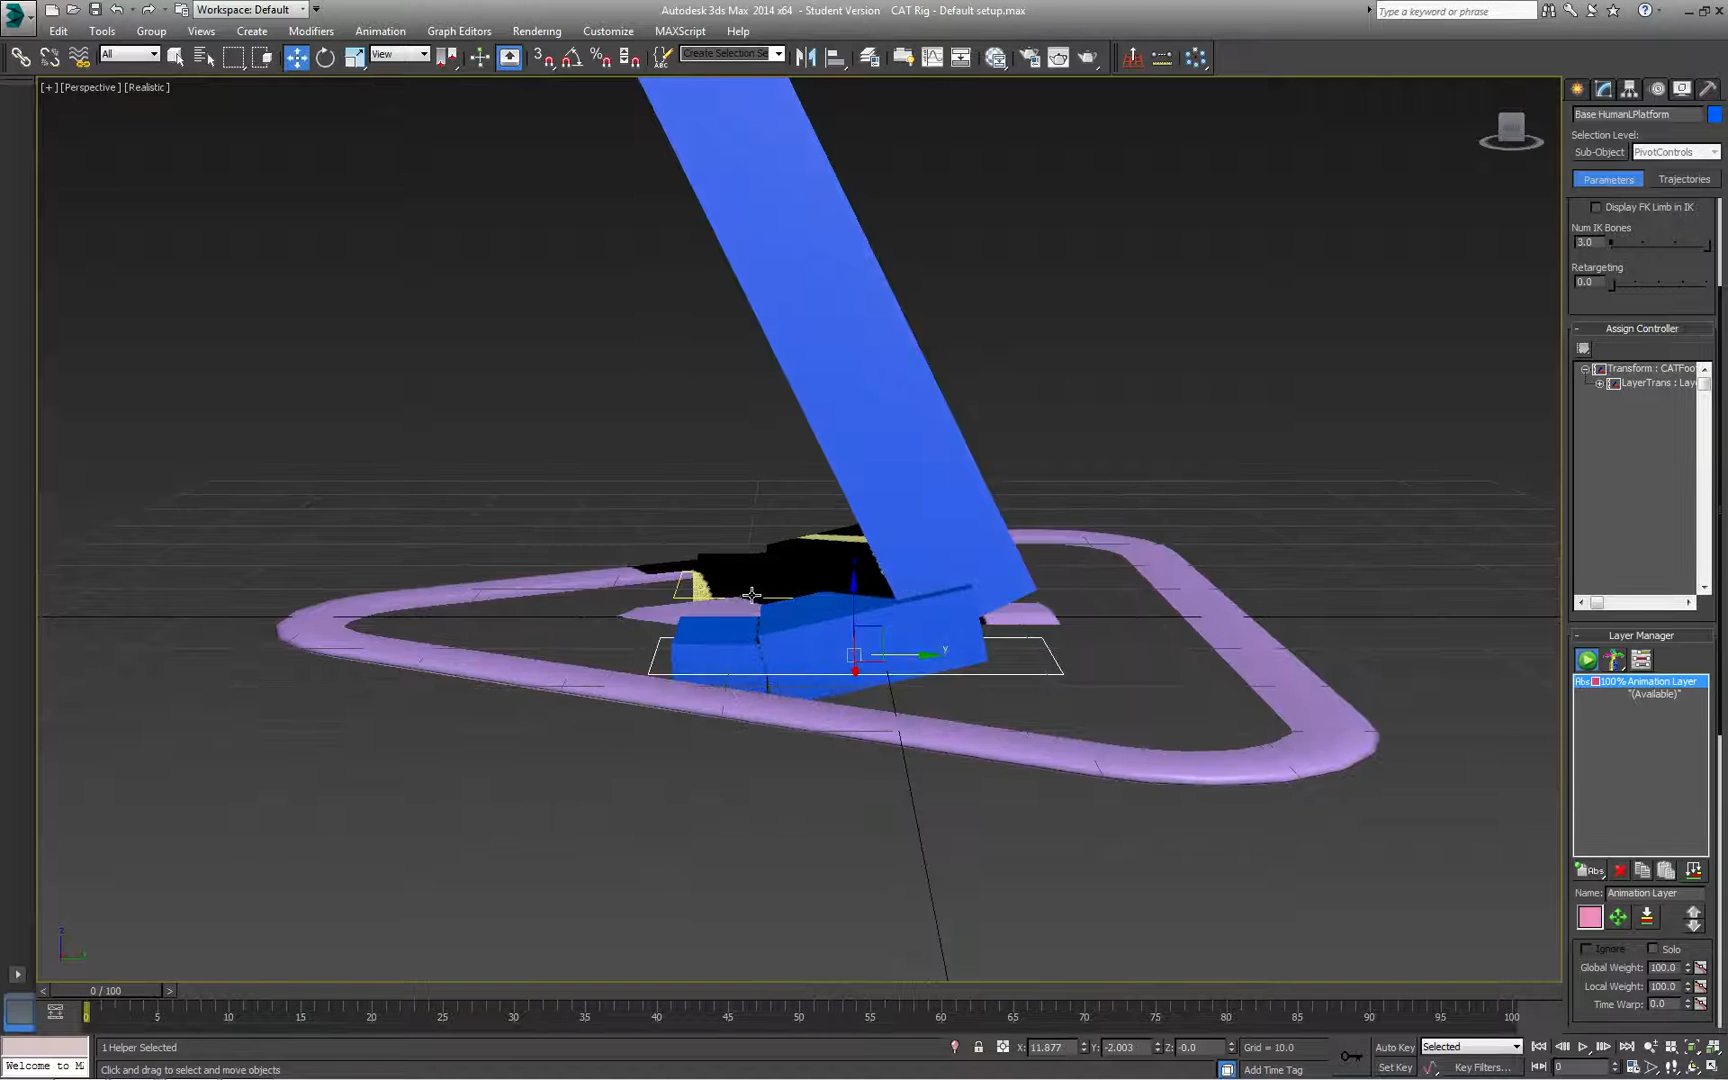 Workspace: Default
Autodesk 3ds Max 2014 x64 - Student Version CAT Rig - Default setup.max
Type a keyword or phrase
Edit Tools Group Views Create Modifiers Animation Graph Editors Rendering Customize MAXScript Help
All
View
Create Selection Se
[+] [Perspective ] [Realistic ]
Base HumanLPlatform
Selection Level:
Sub-Object PivotControls
Parameters Trajectories
Display FK Limb in IK
Num IK Bones
3.0
Retargeting
0.0
- Assign Controller
Transform : CATFoo
LayerTrans : Laye
y
- Layer Manager
Abs 100% Animation Layer
"(Available)"
Abs
Name: Animation Layer
Ignore Solo
Global Weight: 100.0
Local Weight: 100.0
Time Warp: 0.0
z
< 0 / 100 >
0 5 10 15 20 25 30 35 40 45 50 55 60 65 70 75 80 85 90 95 100
1 Helper Selected
X: 11.877 Y: -2.003 Z: -0.0 Grid = 10.0 Auto Key Selected
Welcome to M
Click and drag to select and move objects
Add Time Tag Set Key Key Filters... 0